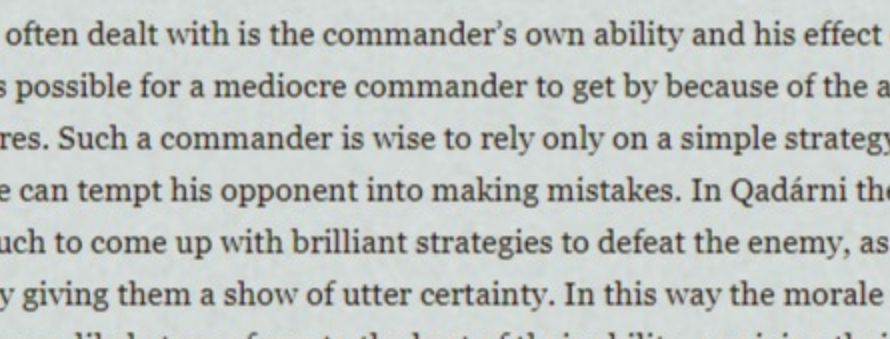 often dealt with is the commander’s own ability and his effect
s possible for a mediocre commander to get by because of the a
res. Such a commander is wise to rely only on a simple strategy
e can tempt his opponent into making mistakes. In Qadárni the
uch to come up with brilliant strategies to defeat the enemy, as
y giving them a show of utter certainty. In this way the morale